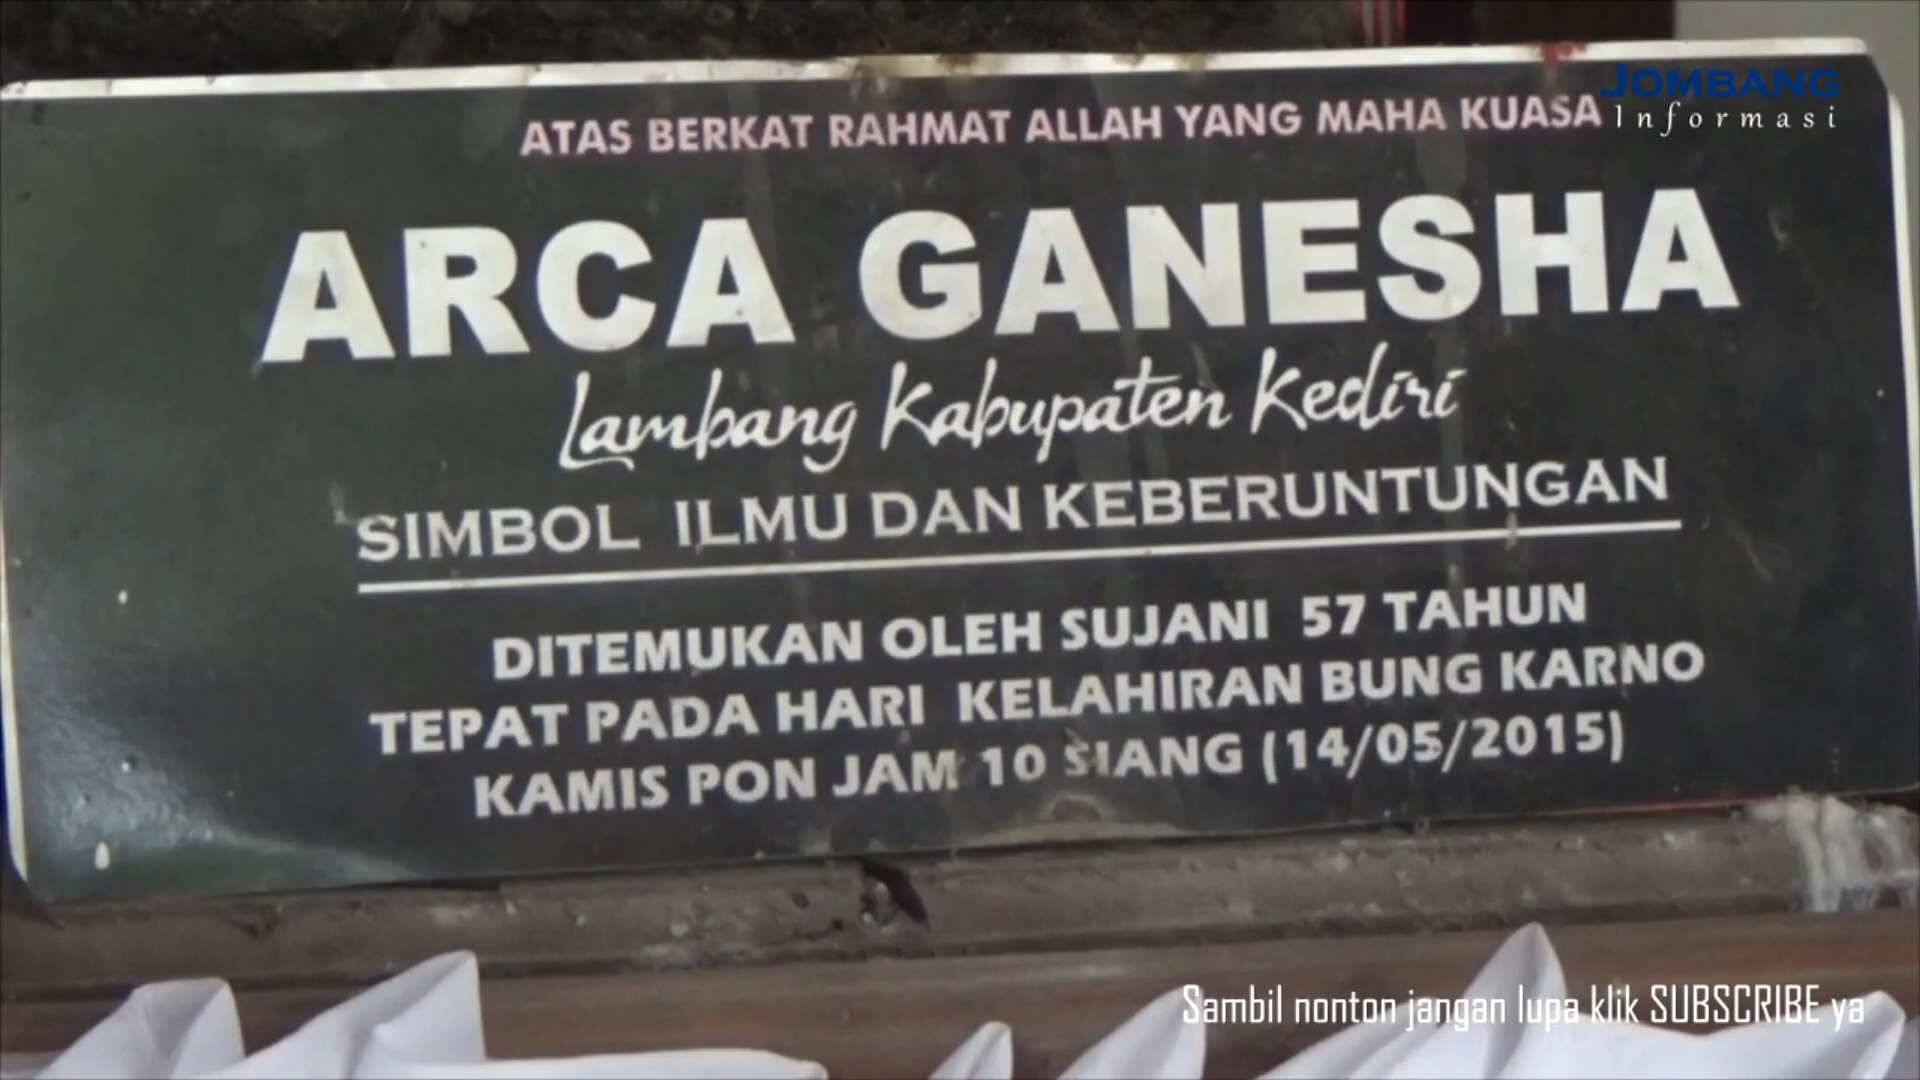 JOMBANG
Informasi
ATAS BERKAT RAHMAT ALLAH YANG MAHA KUASA
ARCA GANESHA
Lambang Kabupaten Kediri
SIMBOL ILMU DAN KEBERUNTUNGAN
DITEMUKAN OLEH SUJANI 57 TAHUN
TEPAT PADA HARI KELAHIRAN BUNG KARNO
KAMIS PON JAM 10 SIANG (14/05/2015)
Sambil nonton jangan lupa klik SUBSCRIBE ya